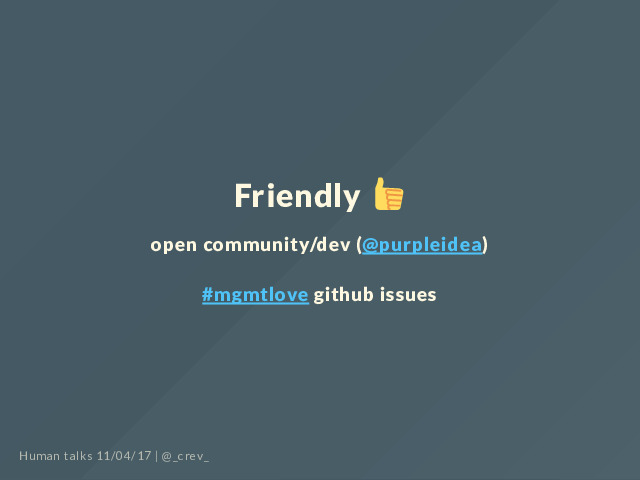 Friendly 👍
open community/dev (@purpleidea)
#mgmtlove github issues
Human talks 11/04/17 | @_crev_